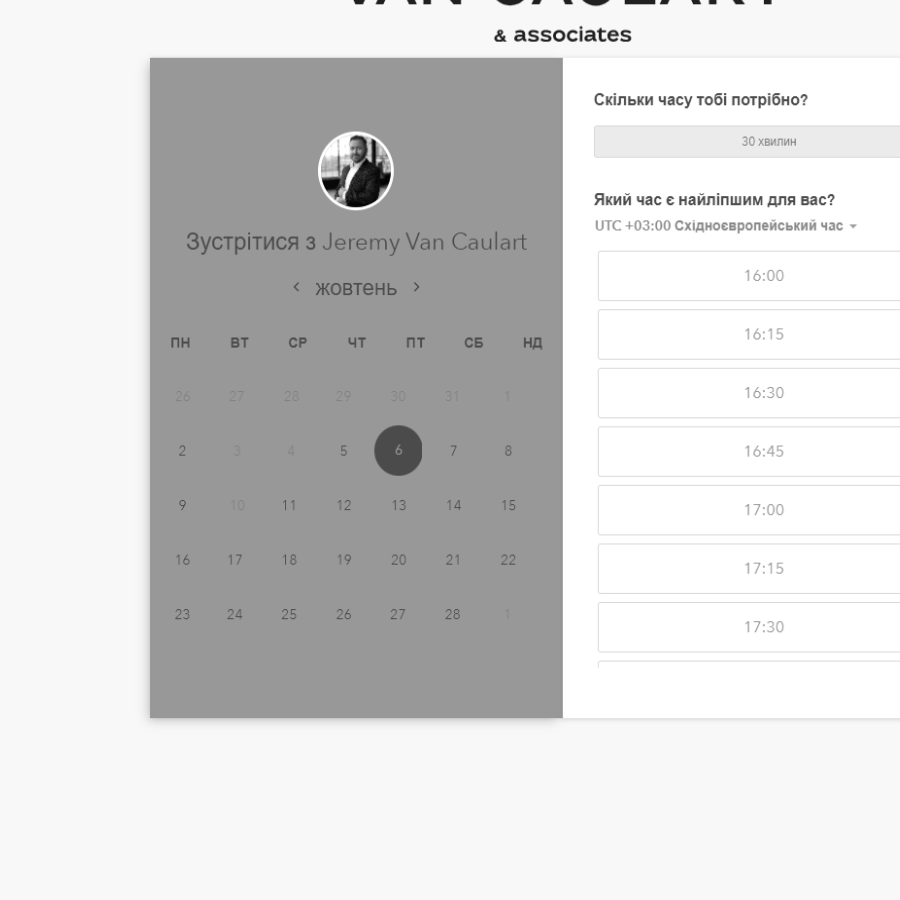 VAN CAULART
& associates
Зустрітися з Jeremy Van Caulart
жовтень
ПН ВТ СР ЧТ ПТ СБ НД
26 27 28 29 30 31 1
2 3 4 5 6 7 8
9 10 11 12 13 14 15
16 17 18 19 20 21 22
23 24 25 26 27 28 1
Скільки часу тобі потрібно?
30 хвилин
Який час є найліпшим для вас?
UTC +03:00 Східноєвропейський час
16:00
16:15
16:30
16:45
17:00
17:15
17:30